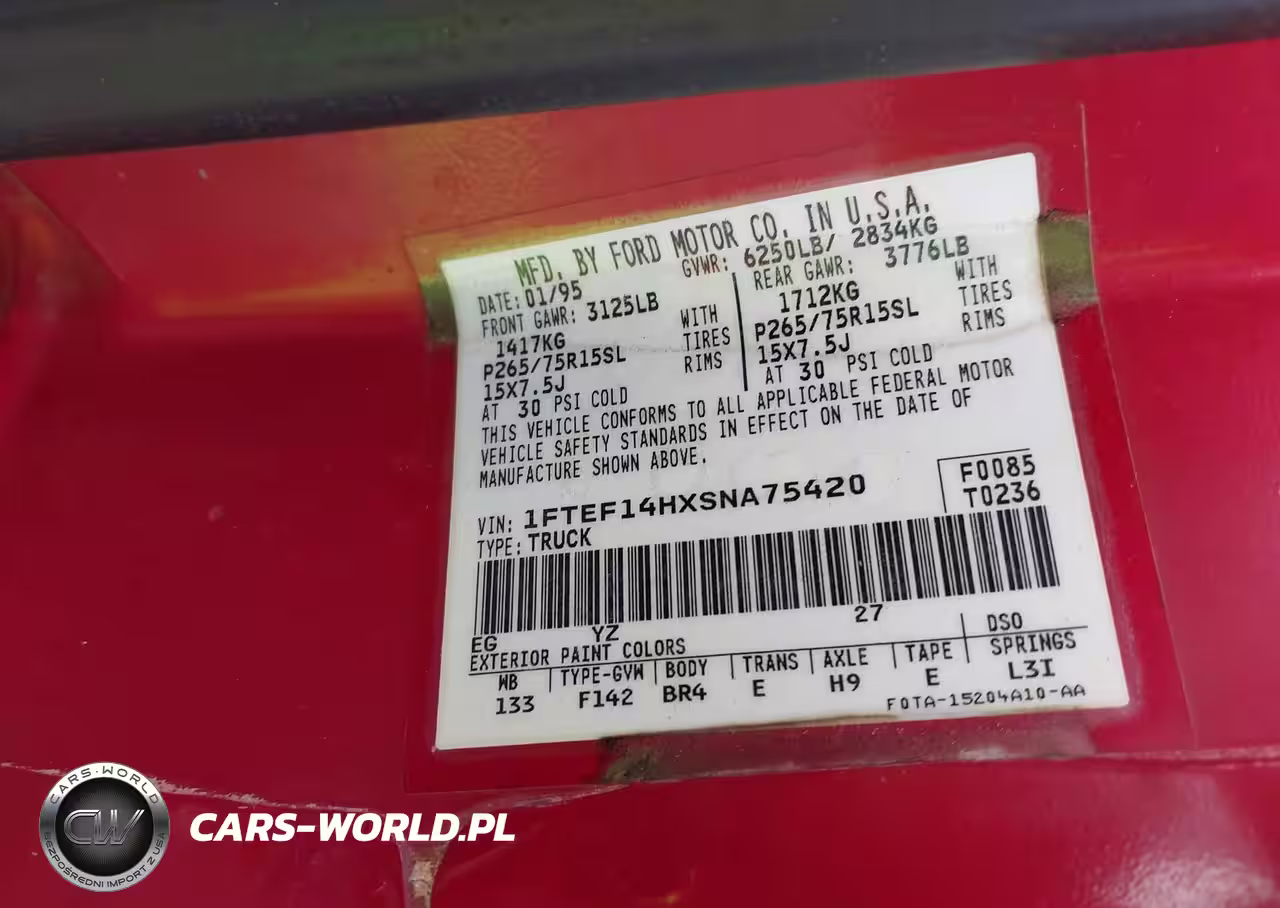 MFD. BY FORD MOTOR CO. IN U.S.A.
DATE: 01/95 GVWR: 6250LB/ 2834KG
FRONT GAWR: 3125LB REAR GAWR: 3776LB
1417KG WITH 1712KG WITH
P265/75R15SL TIRES P265/75R15SL TIRES
15X7.5J RIMS 15X7.5J RIMS
AT 30 PSI COLD AT 30 PSI COLD
THIS VEHICLE CONFORMS TO ALL APPLICABLE FEDERAL MOTOR
VEHICLE SAFETY STANDARDS IN EFFECT ON THE DATE OF
MANUFACTURE SHOWN ABOVE.
F0085
VIN: 1FTEF14HXSNA75420 T0236
TYPE: TRUCK
EG YZ 27
EXTERIOR PAINT COLORS DSO
WB TYPE-GVW BODY TRANS AXLE TAPE SPRINGS
133 F142 BR4 E H9 E L3I
F0TA-15204A10-AA
CARS-WORLD
CW
BEZPOŚREDNI IMPORT Z USA
CARS-WORLD.PL